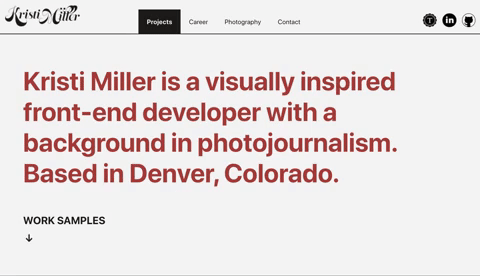 Kristi Miller
Projects Career Photography Contact
T in
Kristi Miller is a visually inspired
front-end developer with a
background in photojournalism.
Based in Denver, Colorado.
WORK SAMPLES